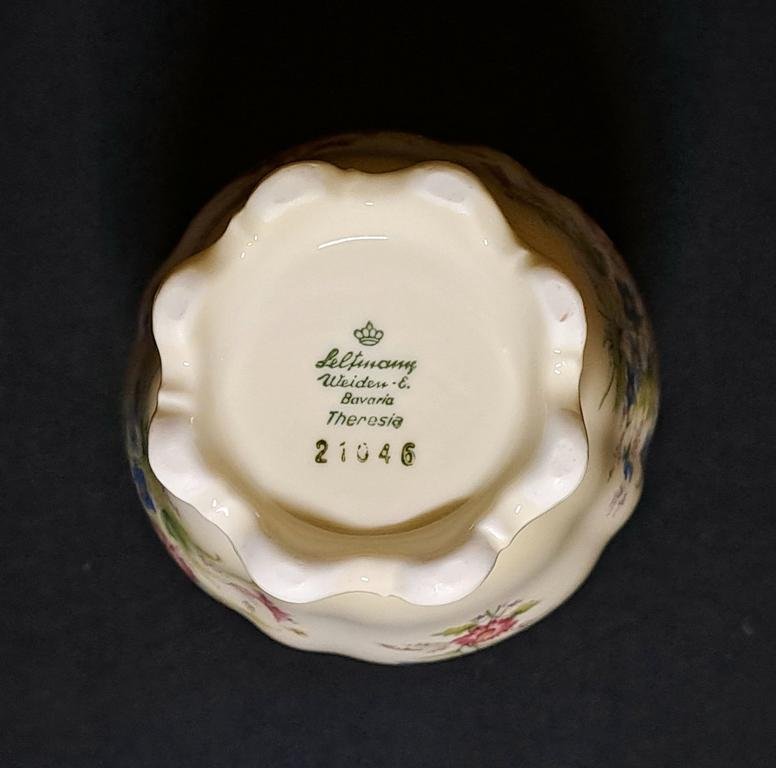 Seltmann
Weiden-E.
Bavaria
Theresia
21046